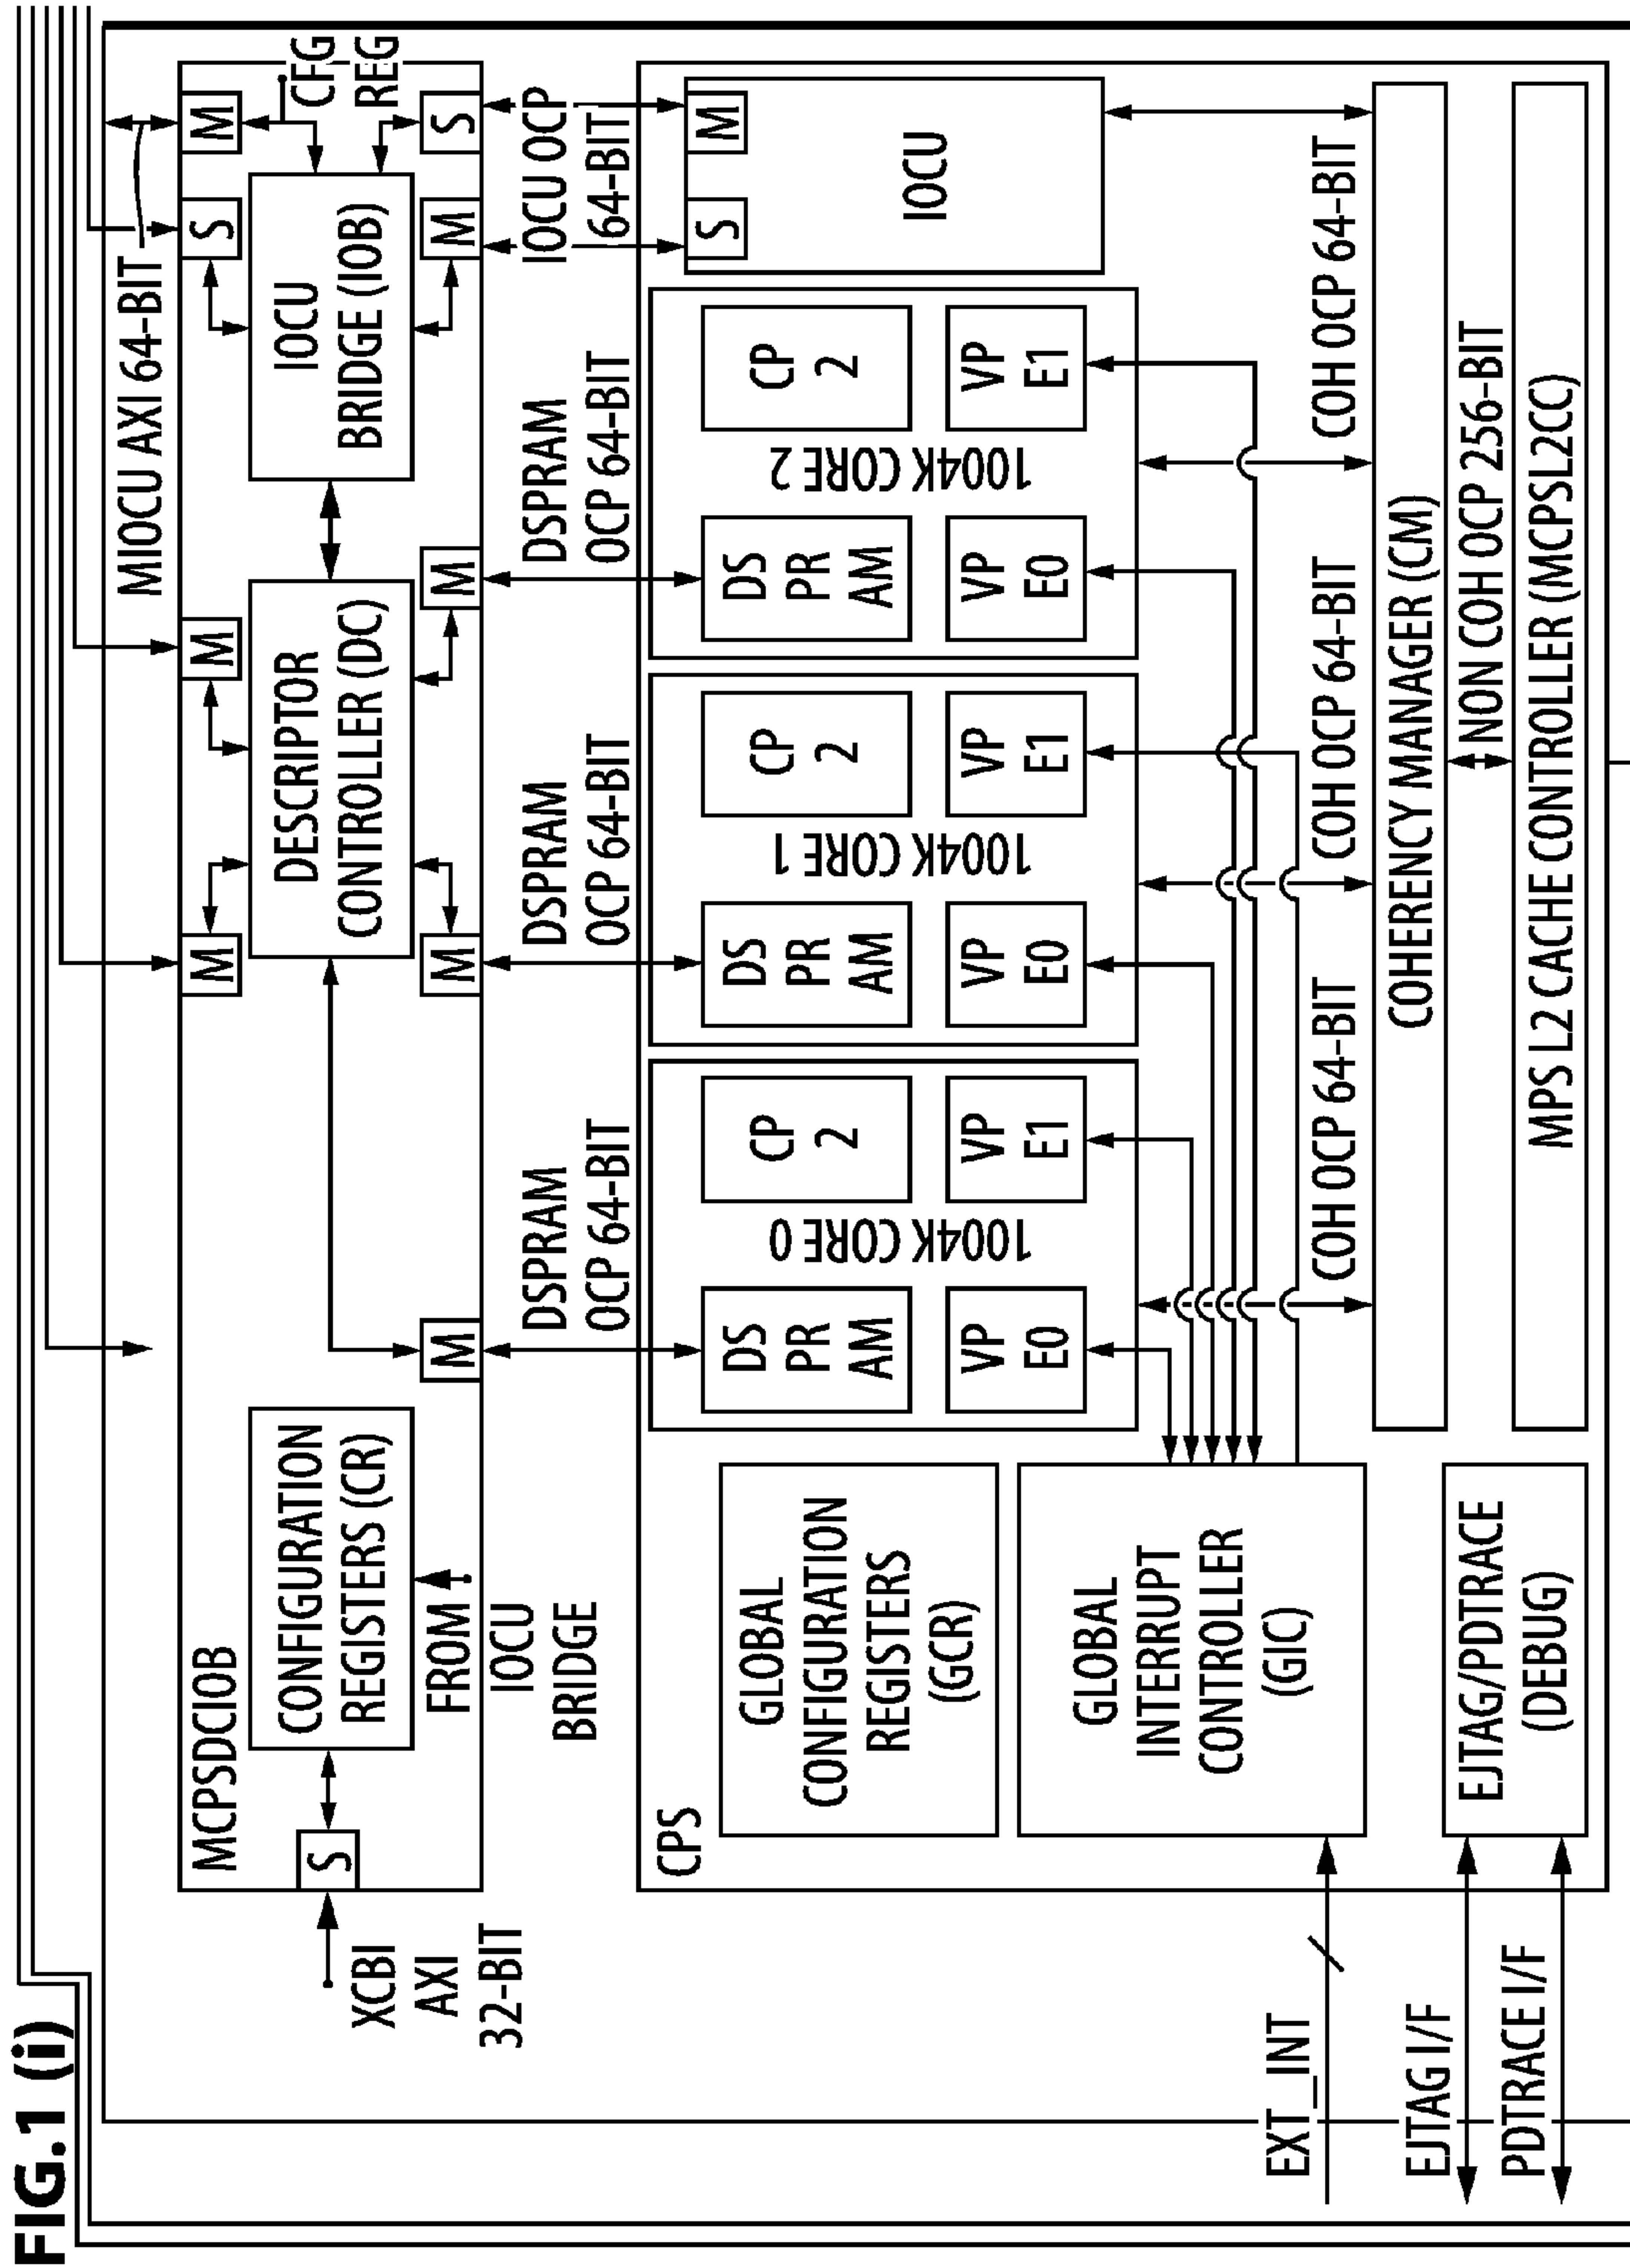 FIG.1 (i)
MIOCU AXI 64-BIT
MCPSDCIOB
S
M
M
S
M
CONFIGURATION
REGISTERS (CR)
DESCRIPTOR
CONTROLLER (DC)
IOCU
BRIDGE (IOB)
CFG
REG
XCBI
AXI
32-BIT
FROM
IOCU
BRIDGE
M
M
M
M
S
DSPRAM
OCP 64-BIT
DSPRAM
OCP 64-BIT
DSPRAM
OCP 64-BIT
IOCU OCP
64-BIT
CPS
GLOBAL
CONFIGURATION
REGISTERS
(GCR)
DS
PR
AM
CP
2
1004K CORE 0
VP
E0
VP
E1
DS
PR
AM
CP
2
1004K CORE 1
VP
E0
VP
E1
DS
PR
AM
CP
2
1004K CORE 2
VP
E0
VP
E1
S
M
IOCU
GLOBAL
INTERRUPT
CONTROLLER
(GIC)
EXT_INT
COH OCP 64-BIT
COH OCP 64-BIT
COH OCP 64-BIT
COHERENCY MANAGER (CM)
NON COH OCP 256-BIT
EJTAG I/F
PDTRACE I/F
EJTAG/PDTRACE
(DEBUG)
MPS L2 CACHE CONTROLLER (MCPSL2CC)